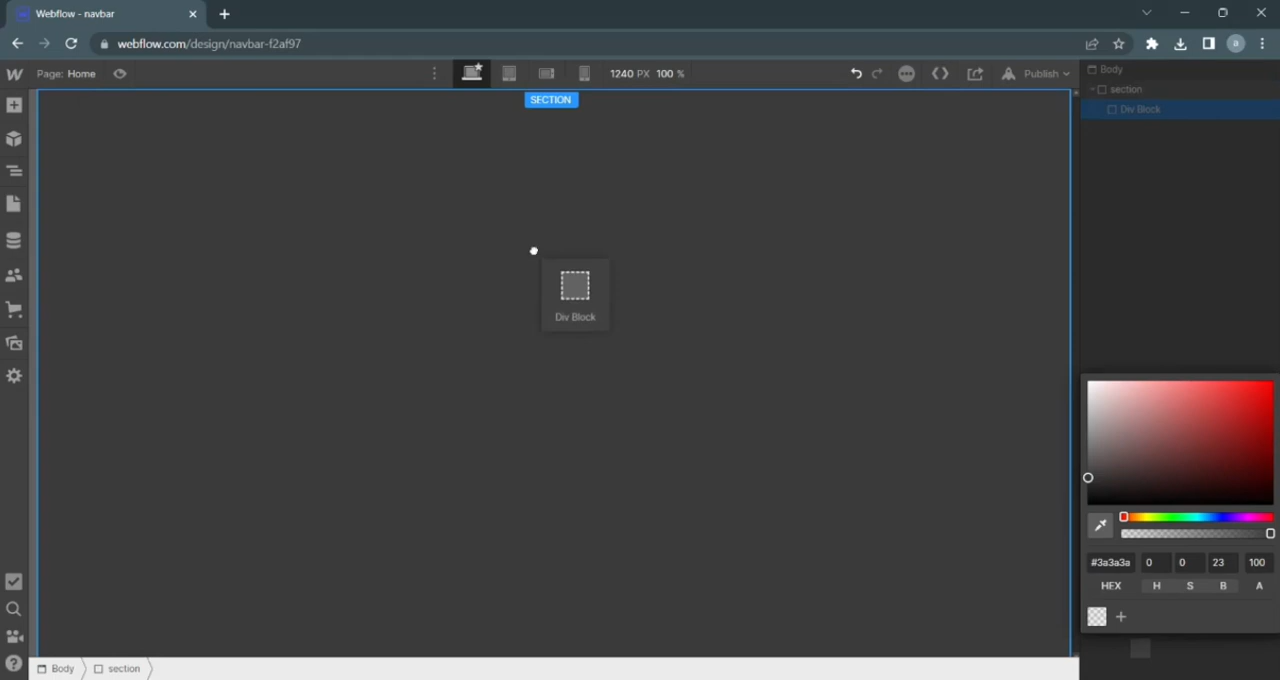 Webflow - navbar
webflow.com/design/navbar-f2af97
a
Page: Home
1240 PX 100 %
Publish
Body
section
Div Block
SECTION
Div Block
#3a3a3a 0 0 23 100
HEX H S B A
Body section